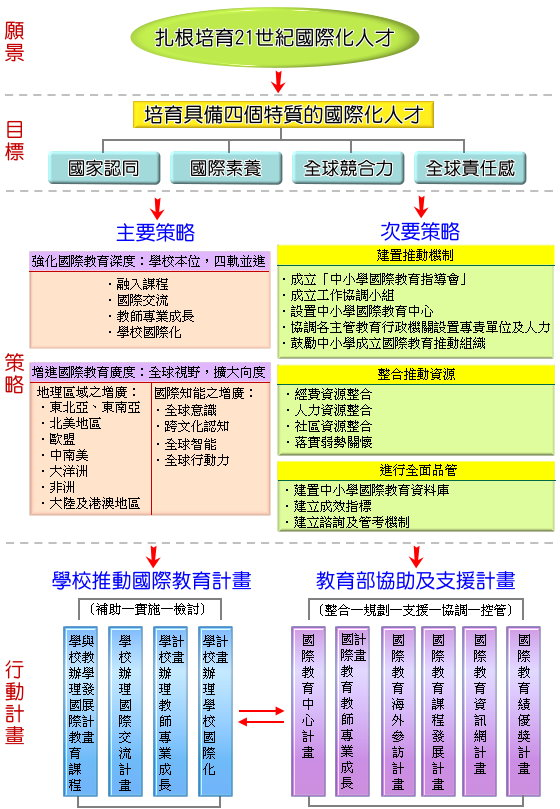 願景
扎根培育21世紀國際化人才
目標
培育具備四個特質的國際化人才
國家認同
國際素養
全球競合力
全球責任感
策略
主要策略
強化國際教育深度：學校本位，四軌並進
・融入課程
・國際交流
・教師專業成長
・學校國際化
增進國際教育廣度：全球視野，擴大向度
地理區域之增廣：
・東北亞、東南亞
・北美地區
・歐盟
・中南美
・大洋洲
・非洲
・大陸及港澳地區
國際知能之增廣：
・全球意識
・跨文化認知
・全球智能
・全球行動力
次要策略
建置推動機制
・成立「中小學國際教育指導會」
・成立工作協調小組
・設置中小學國際教育中心
・協調各主管教育行政機關設置專責單位及人力
・鼓勵中小學成立國際教育推動組織
整合推動資源
・經費資源整合
・人力資源整合
・社區資源整合
・落實弱勢關懷
進行全面品管
・建置中小學國際教育資料庫
・建立成效指標
・建立諮詢及管考機制
行動計畫
學校推動國際教育計畫
〔補助—實施—檢討〕
學校辦理國際教育課程
與教學發展計畫
學校辦理國際交流計畫
學校辦理教師專業成長
計畫
學校辦理學校國際化
計畫
教育部協助及支援計畫
〔整合—規劃—支援—協調—控管〕
國際教育中心計畫
國際教育教師專業成長
計畫
國際教育海外參訪計畫
國際教育課程發展計畫
國際教育資訊網計畫
國際教育績優獎計畫